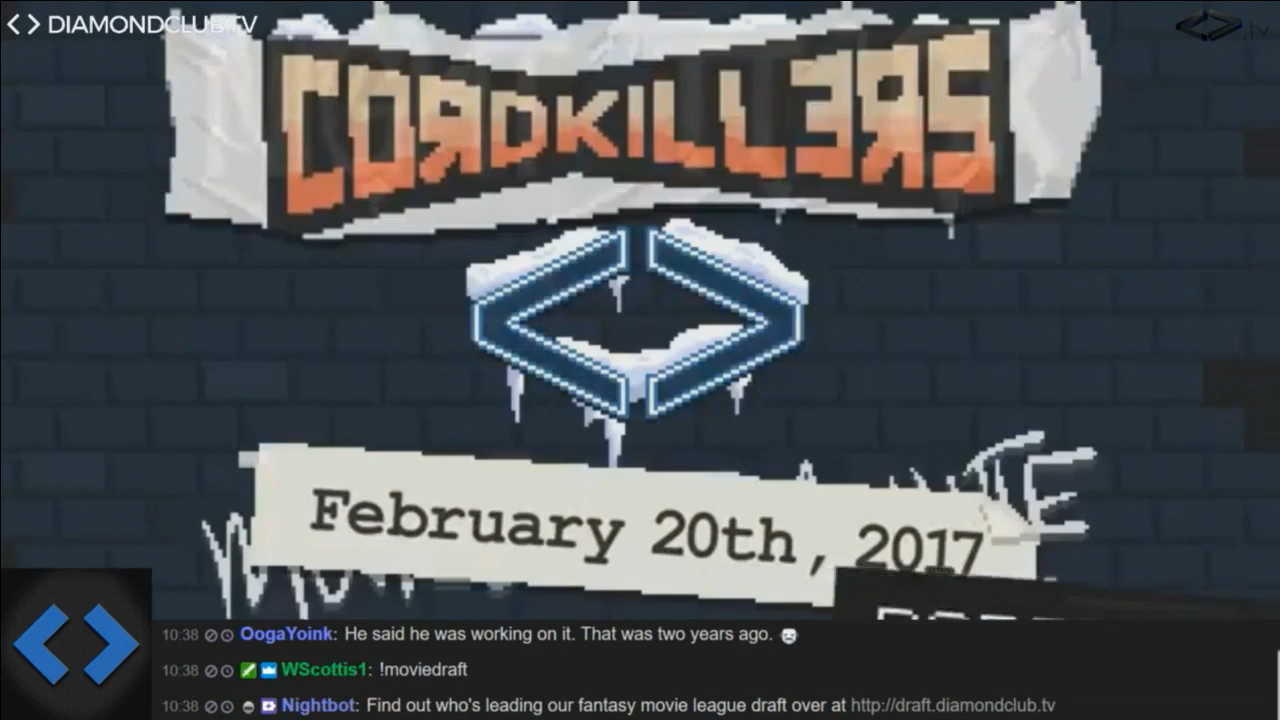 DIAMONDCLUB.TV
.tv
CORDKILLERS
February 20th, 2017
10:38 OogaYoink: He said he was working on it. That was two years ago.
10:38 WScottis1: !moviedraft
10:38 Nightbot: Find out who's leading our fantasy movie league draft over at http://draft.diamondclub.tv